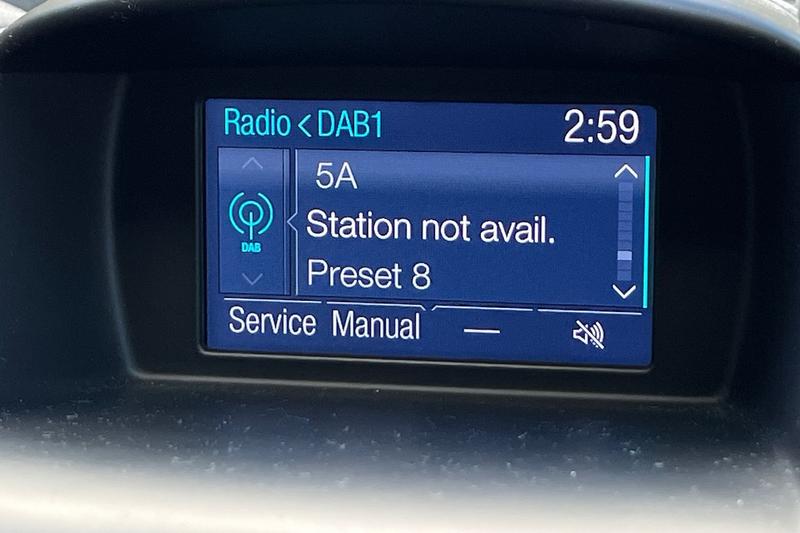 Radio < DAB1 2:59
5A
DAB
Station not avail.
Preset 8
Service Manual —